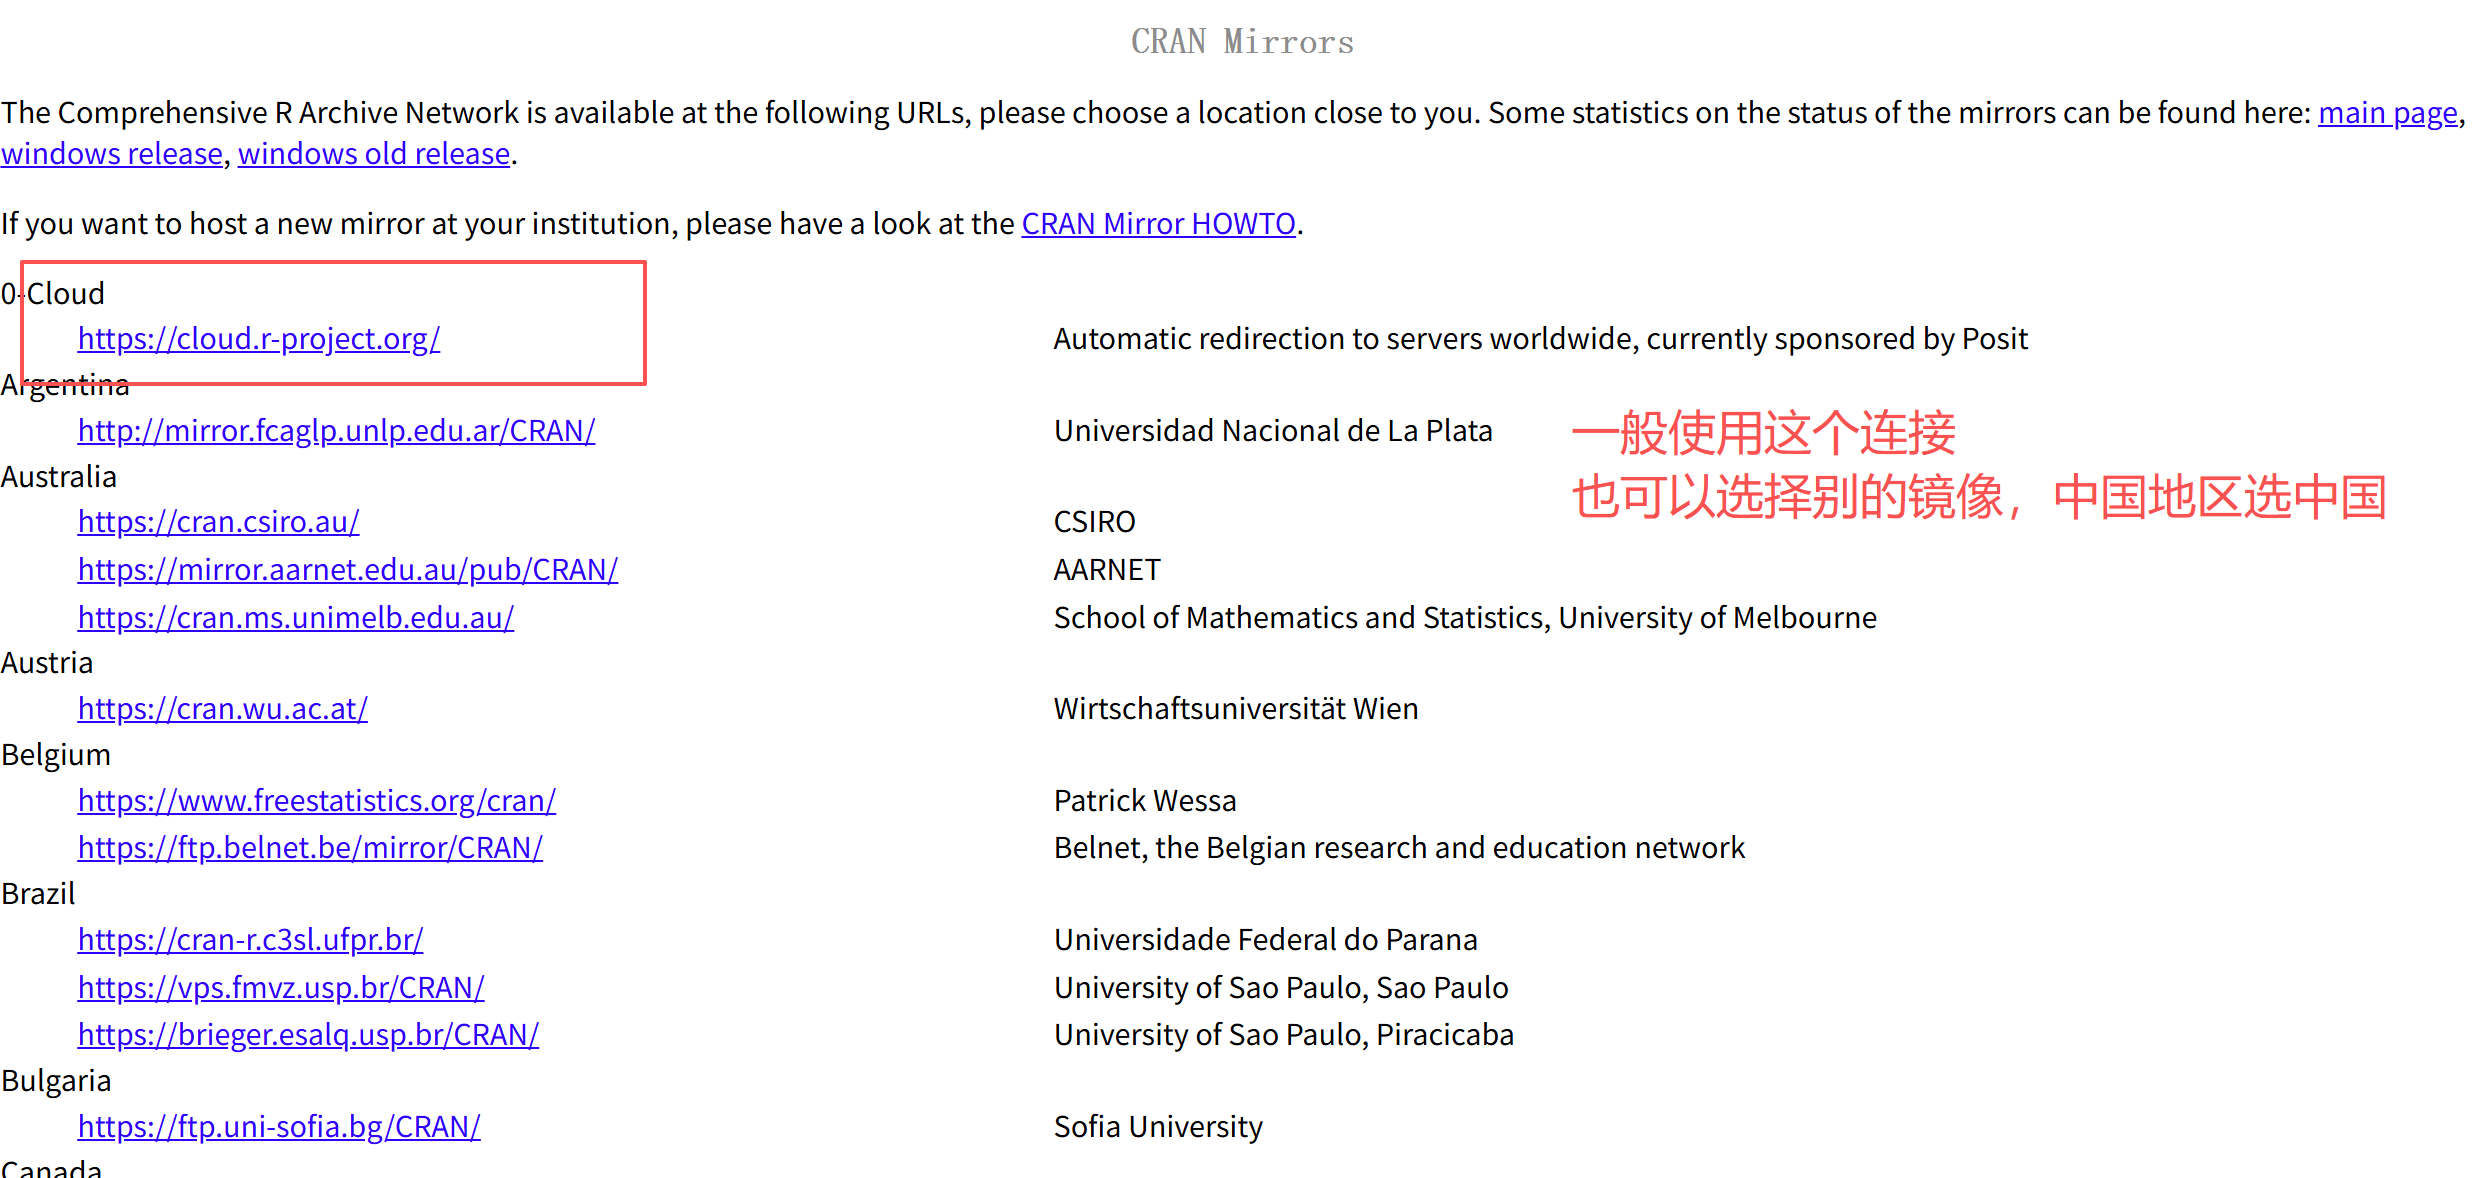 CRAN Mirrors
The Comprehensive R Archive Network is available at the following URLs, please choose a location close to you. Some statistics on the status of the mirrors can be found here: main page,
windows release, windows old release.
If you want to host a new mirror at your institution, please have a look at the CRAN Mirror HOWTO.
0-Cloud
https://cloud.r-project.org/ Automatic redirection to servers worldwide, currently sponsored by Posit
Argentina
http://mirror.fcaglp.unlp.edu.ar/CRAN/ Universidad Nacional de La Plata
一般使用这个连接
也可以选择别的镜像，中国地区选中国
Australia
https://cran.csiro.au/ CSIRO
https://mirror.aarnet.edu.au/pub/CRAN/ AARNET
https://cran.ms.unimelb.edu.au/ School of Mathematics and Statistics, University of Melbourne
Austria
https://cran.wu.ac.at/ Wirtschaftsuniversität Wien
Belgium
https://www.freestatistics.org/cran/ Patrick Wessa
https://ftp.belnet.be/mirror/CRAN/ Belnet, the Belgian research and education network
Brazil
https://cran-r.c3sl.ufpr.br/ Universidade Federal do Parana
https://vps.fmvz.usp.br/CRAN/ University of Sao Paulo, Sao Paulo
https://brieger.esalq.usp.br/CRAN/ University of Sao Paulo, Piracicaba
Bulgaria
https://ftp.uni-sofia.bg/CRAN/ Sofia University
Canada